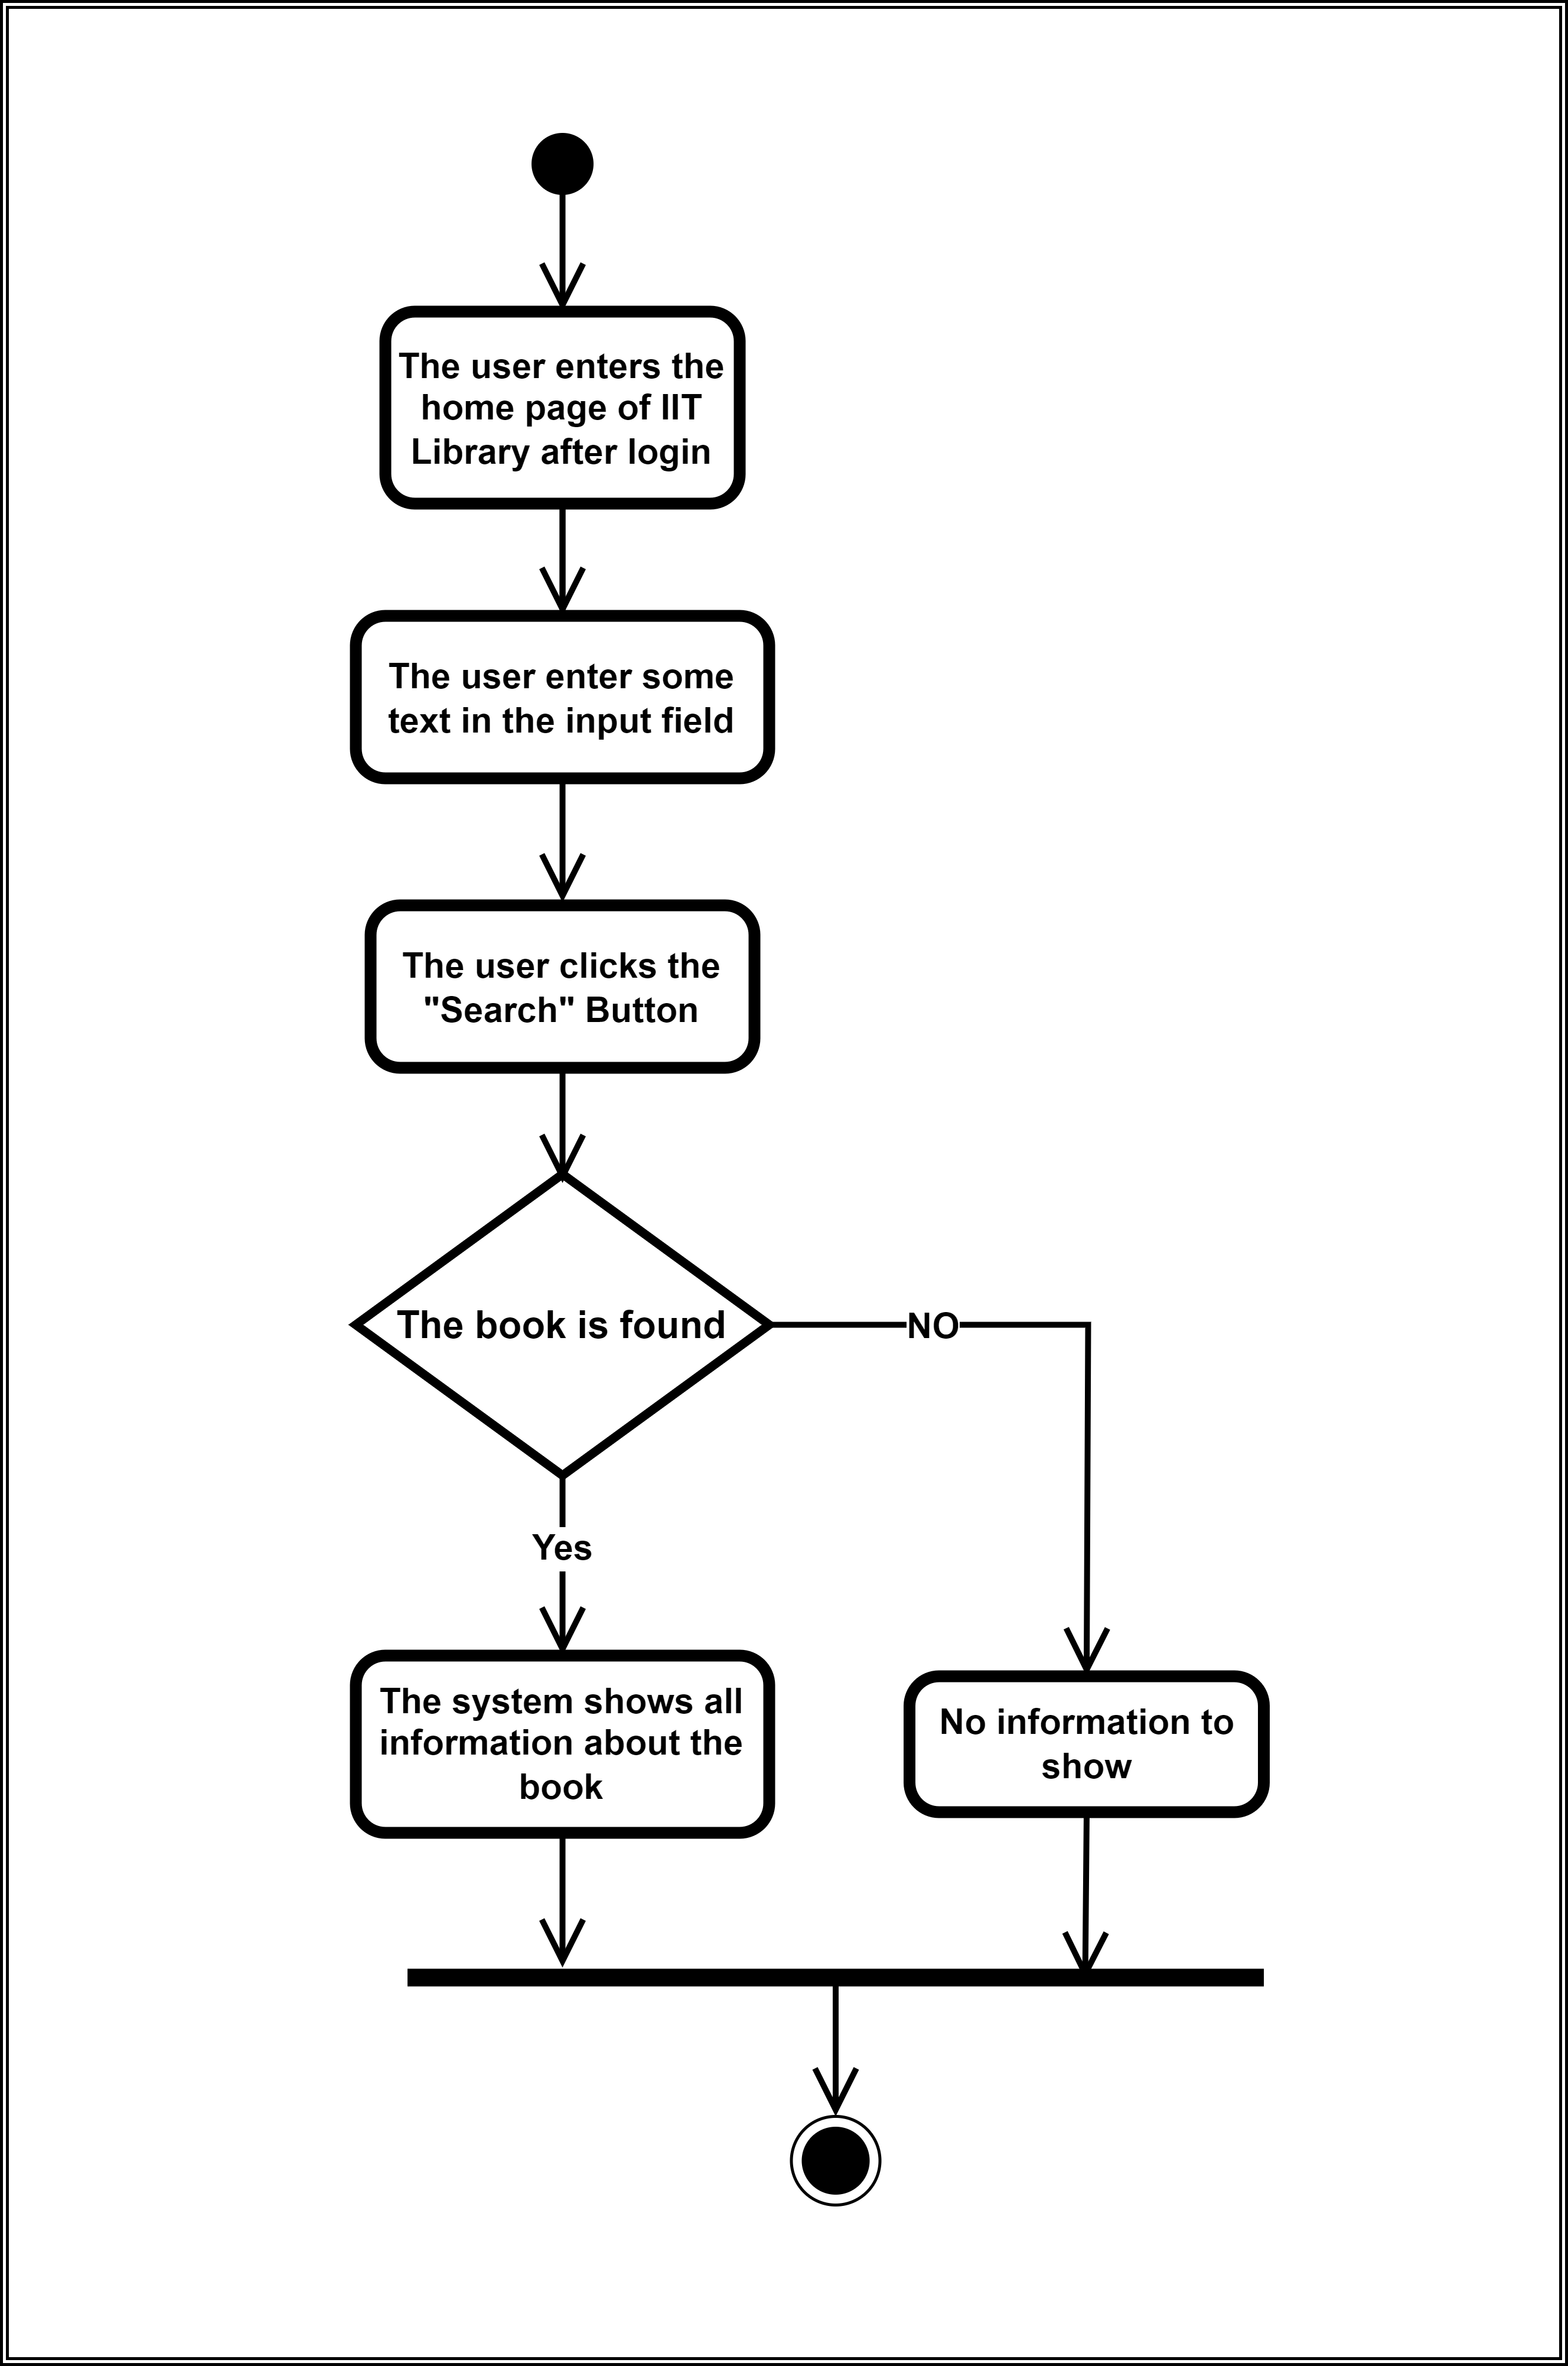 The user enters the
home page of IIT
Library after login
The user enter some
text in the input field
The user clicks the
"Search" Button
The book is found
NO
Yes
The system shows all
information about the
book
No information to
show